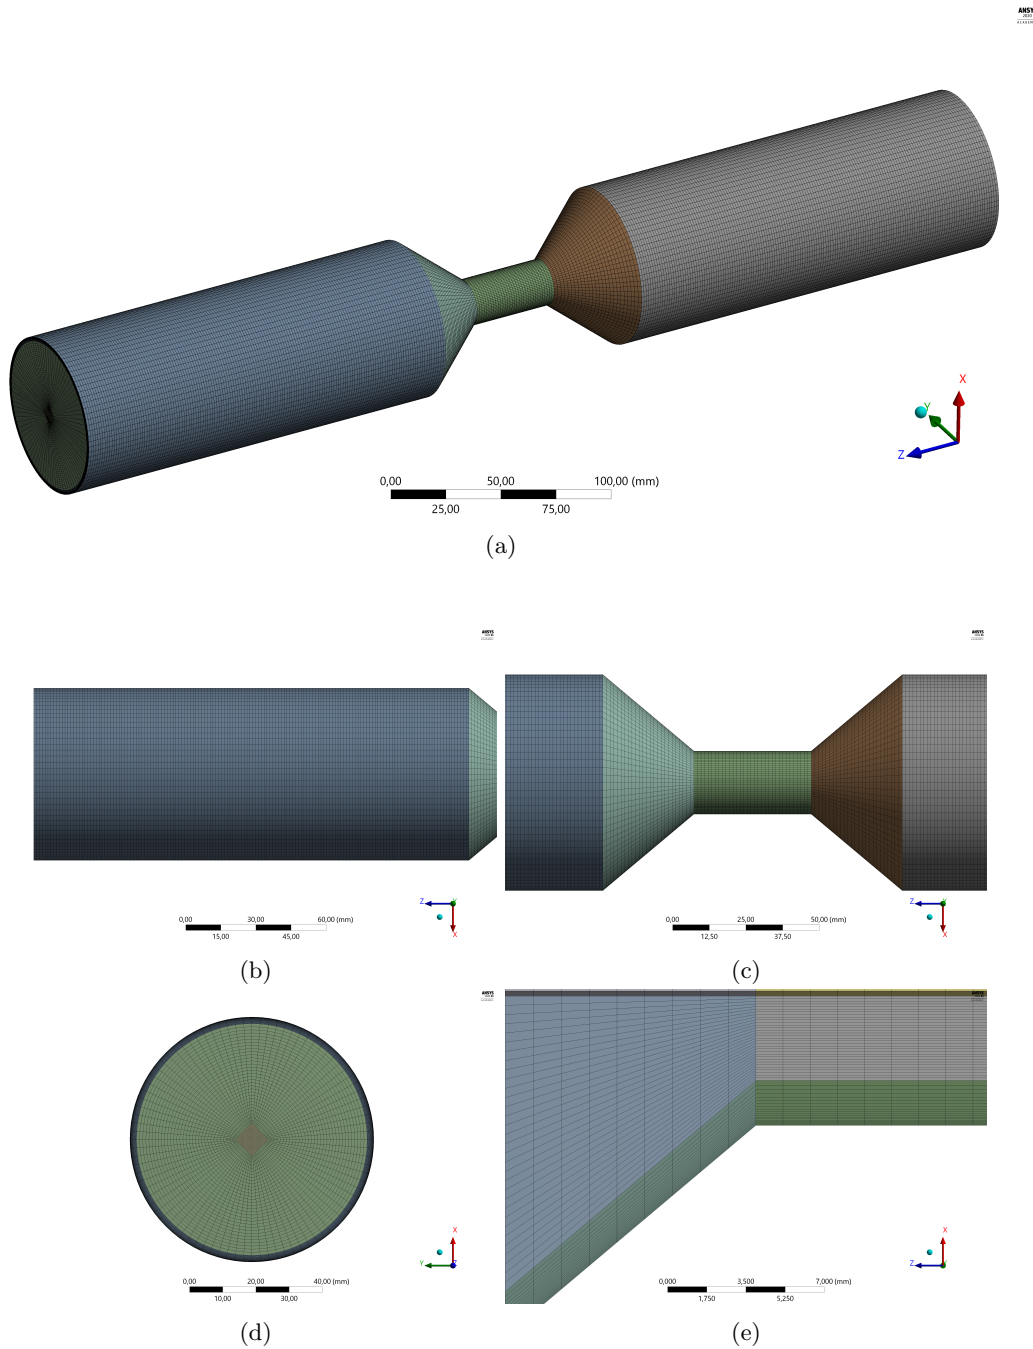 ANSY
2020
ACADEM
X
Y
Z
0,00 50,00 100,00 (mm)
25,00 75,00
(a)
ANSYS
ANSYS
Z Y
X
0,00 30,00 60,00 (mm)
15,00 45,00
Z Y
X
0,00 25,00 50,00 (mm)
12,50 37,50
(b)
(c)
ANSYS
ANSYS
X
Y Z
0,00 20,00 40,00 (mm)
10,00 30,00
X
Z Y
0,000 3,500 7,000 (mm)
1,750 5,250
(d)
(e)